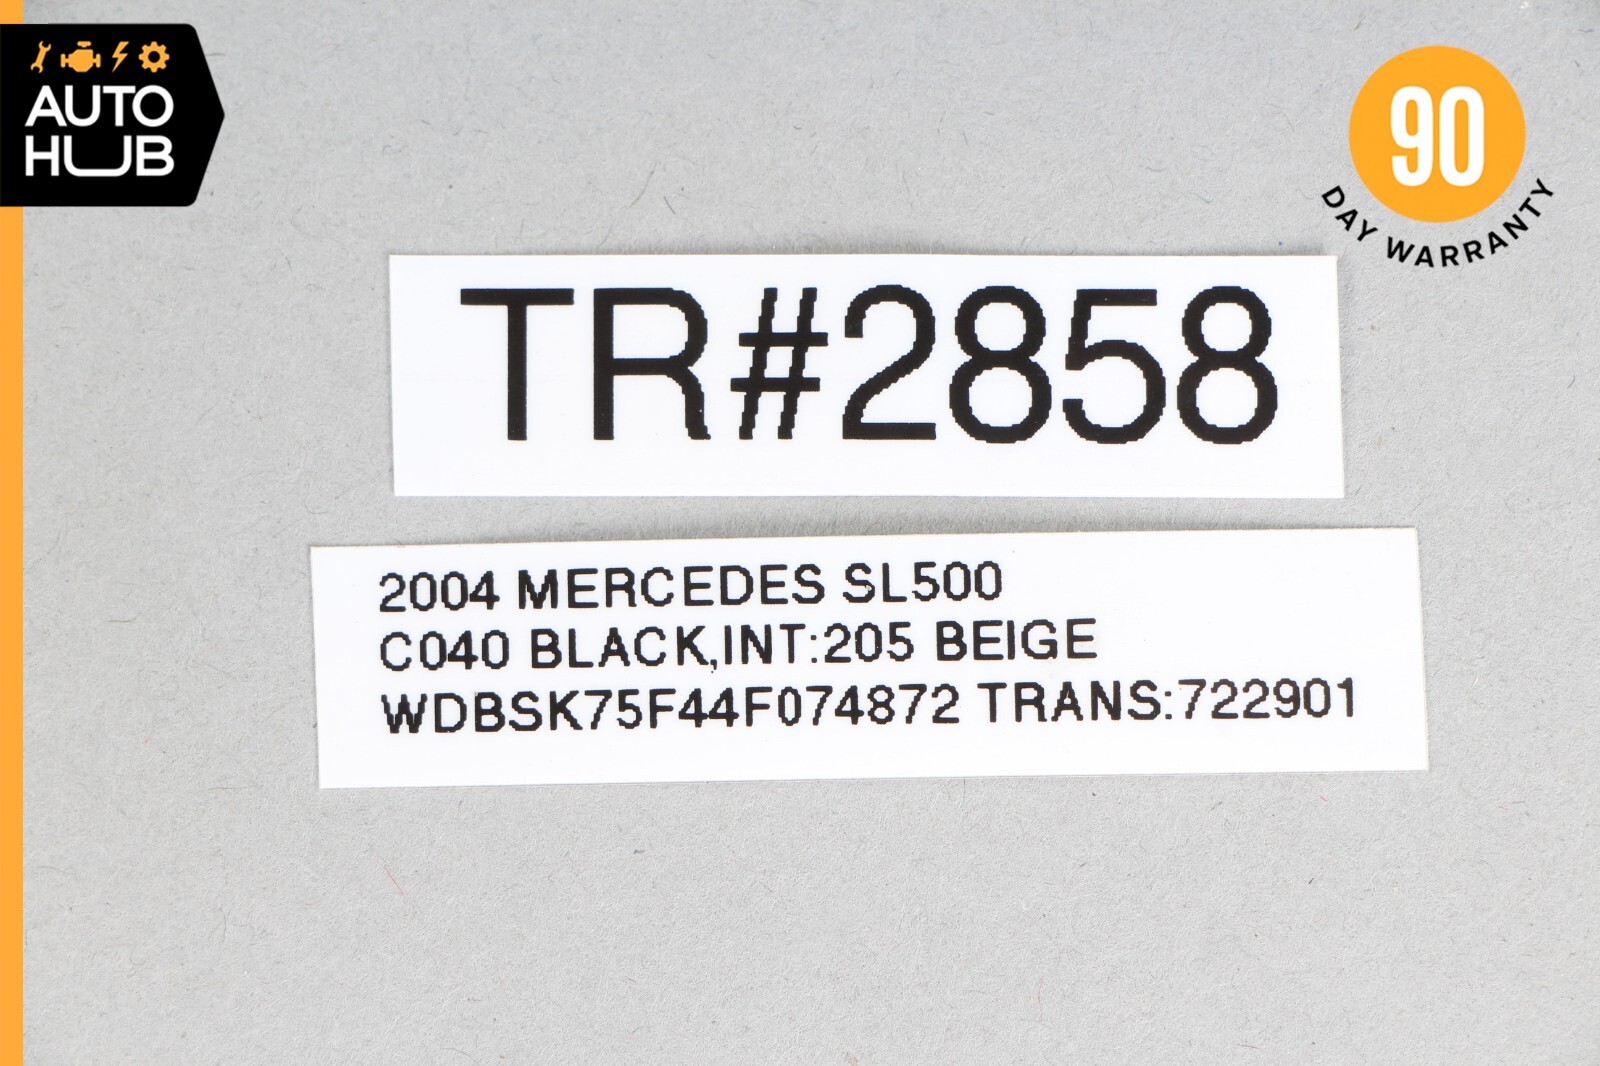 AUTO
HUB
90
DAY WARRANTY
TR#2858
2004 MERCEDES SL500
C040 BLACK,INT:205 BEIGE
WDBSK75F44F074872 TRANS:722901